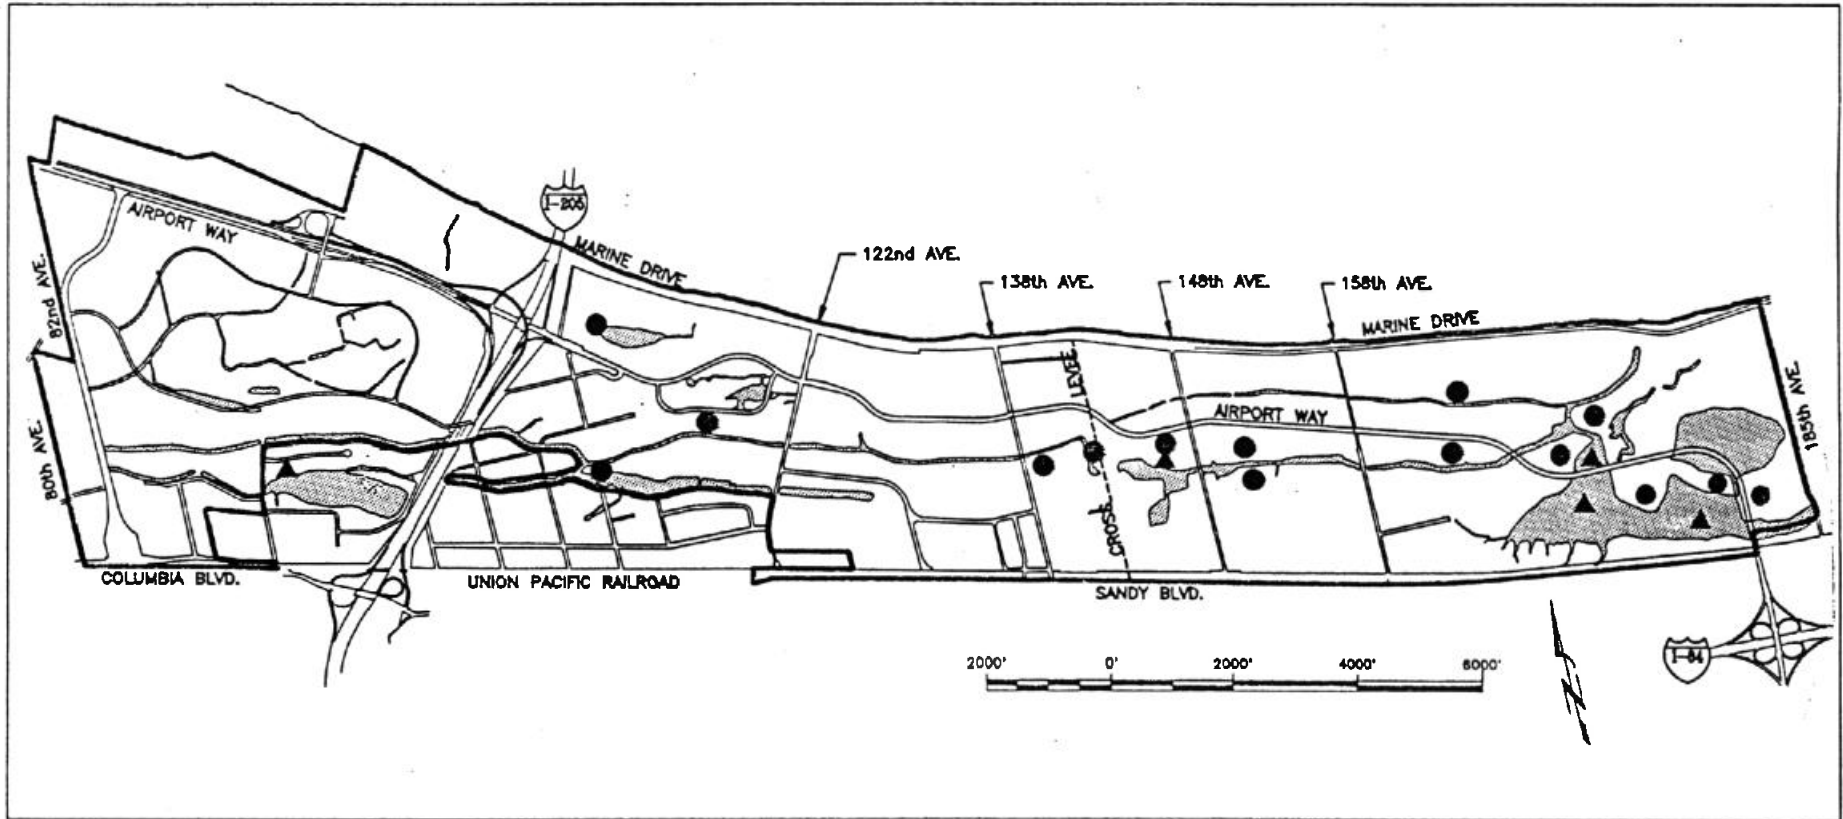 I-205
AIRPORT WAY
MARINE DRIVE
122nd AVE.
138th AVE.
148th AVE.
158th AVE.
MARINE DRIVE
82nd AVE.
80th AVE.
LEVEE
CROSS
AIRPORT WAY
185th AVE.
COLUMBIA BLVD.
UNION PACIFIC RAILROAD
SANDY BLVD.
I-84
2000' 0' 2000' 4000' 6000'
N